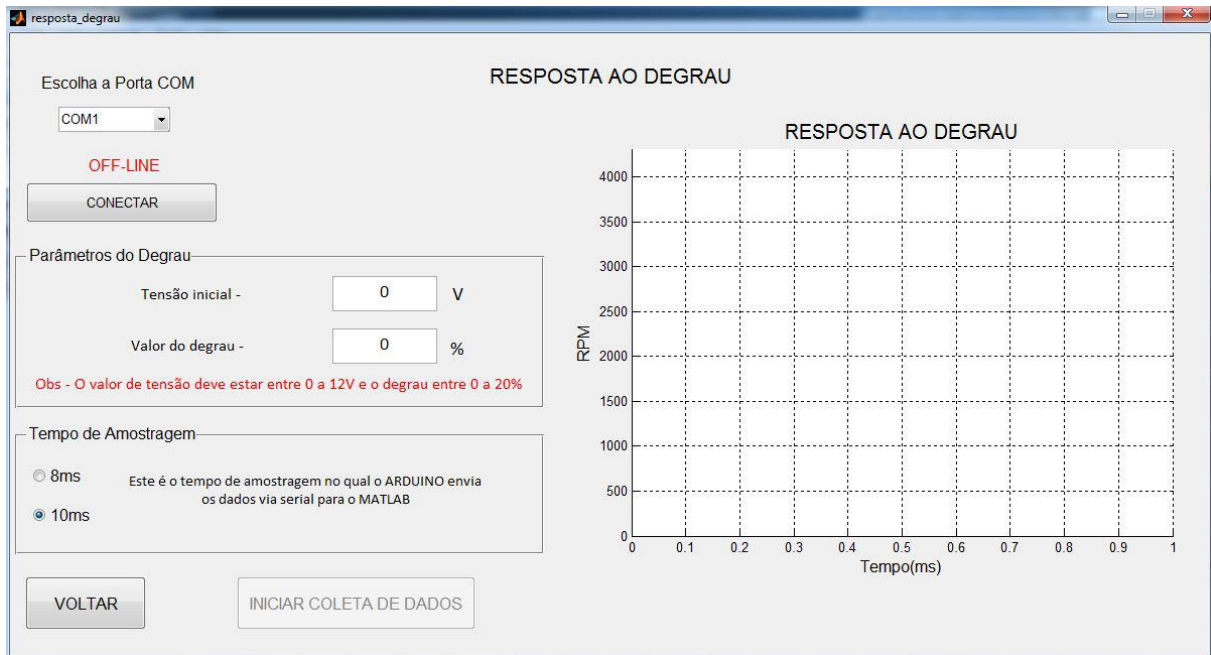 resposta_degrau
RESPOSTA AO DEGRAU
Escolha a Porta COM
COM1
OFF-LINE
CONECTAR
Parâmetros do Degrau
Tensão inicial - 0 V
Valor do degrau - 0 %
Obs - O valor de tensão deve estar entre 0 a 12V e o degrau entre 0 a 20%
Tempo de Amostragem
8ms
10ms
Este é o tempo de amostragem no qual o ARDUINO envia
os dados via serial para o MATLAB
VOLTAR
INICIAR COLETA DE DADOS
RESPOSTA AO DEGRAU
RPM
4000
3500
3000
2500
2000
1500
1000
500
0
0 0.1 0.2 0.3 0.4 0.5 0.6 0.7 0.8 0.9 1
Tempo(ms)